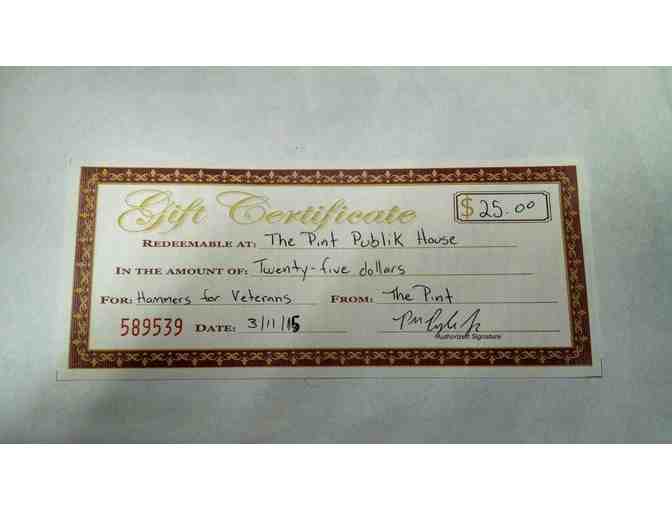 Gift Certificate $ 25.00
REDEEMABLE AT: The Pint Publik House
IN THE AMOUNT OF: Twenty-five dollars
FOR: Hammers for Veterans FROM: The Pint
589539 DATE: 3/11/15
Authorized Signature